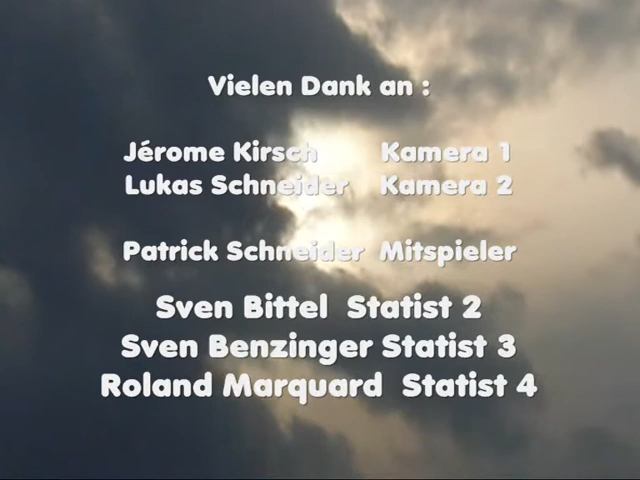 Vielen Dank an :
Jérome Kirsch Kamera 1
Lukas Schneider Kamera 2
Patrick Schneider Mitspieler
Sven Bittel Statist 2
Sven Benzinger Statist 3
Roland Marquard Statist 4